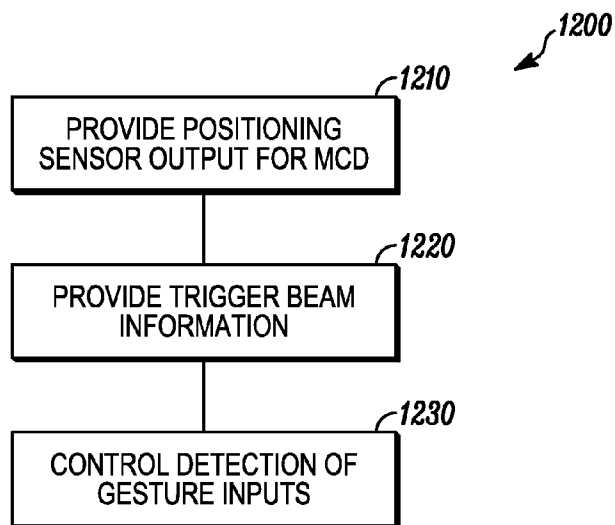 1200
1210
PROVIDE POSITIONING
SENSOR OUTPUT FOR MCD
1220
PROVIDE TRIGGER BEAM
INFORMATION
1230
CONTROL DETECTION OF
GESTURE INPUTS